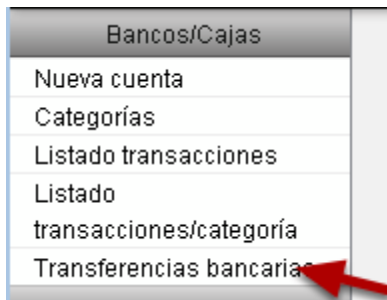 Bancos/Cajas
Nueva cuenta
Categorías
Listado transacciones
Listado
transacciones/categoría
Transferencias bancarias